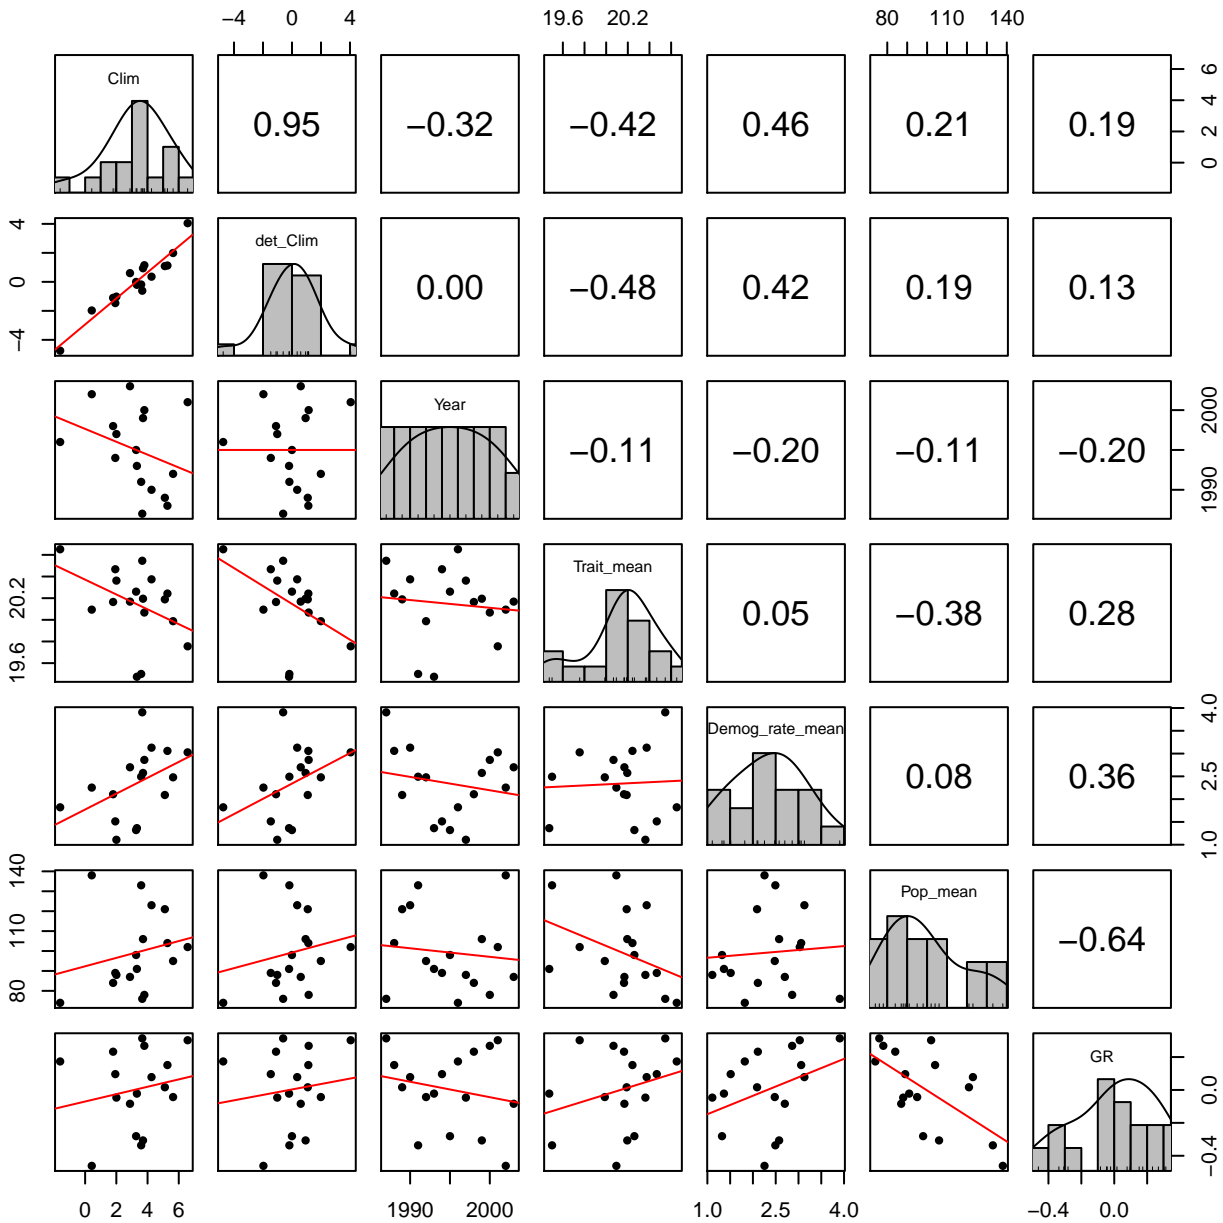 −4 0 4 19.6 20.2 80 110 140
Clim 0.95 −0.32 −0.42 0.46 0.21 0.19 0 2 4 6
−4 0 4 det_Clim 0.00 −0.48 0.42 0.19 0.13
Year −0.11 −0.20 −0.11 −0.20 1990 2000
19.6 20.2 Trait_mean 0.05 −0.38 0.28
Demog_rate_mean 0.08 0.36 1.0 2.5 4.0
80 110 140 Pop_mean −0.64
GR −0.4 0.0
0 2 4 6 1990 2000 1.0 2.5 4.0 −0.4 0.0